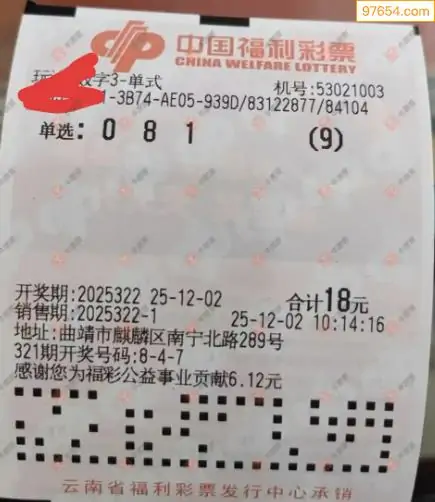 97654.com
中国福利彩票
CHINA WELFARE LOTTERY
玩 数字3-单式 机号:53021003
1-3B74-AE05-939D/83122877/84104
单选: 0 8 1 (9)
开奖期:2025322 25-12-02 合计18元
销售期:2025322-1 25-12-02 10:14:16
地址:曲靖市麒麟区南宁北路289号
321期开奖号码:8-4-7
感谢您为福彩公益事业贡献6.12元
云南省福利彩票发行中心承销